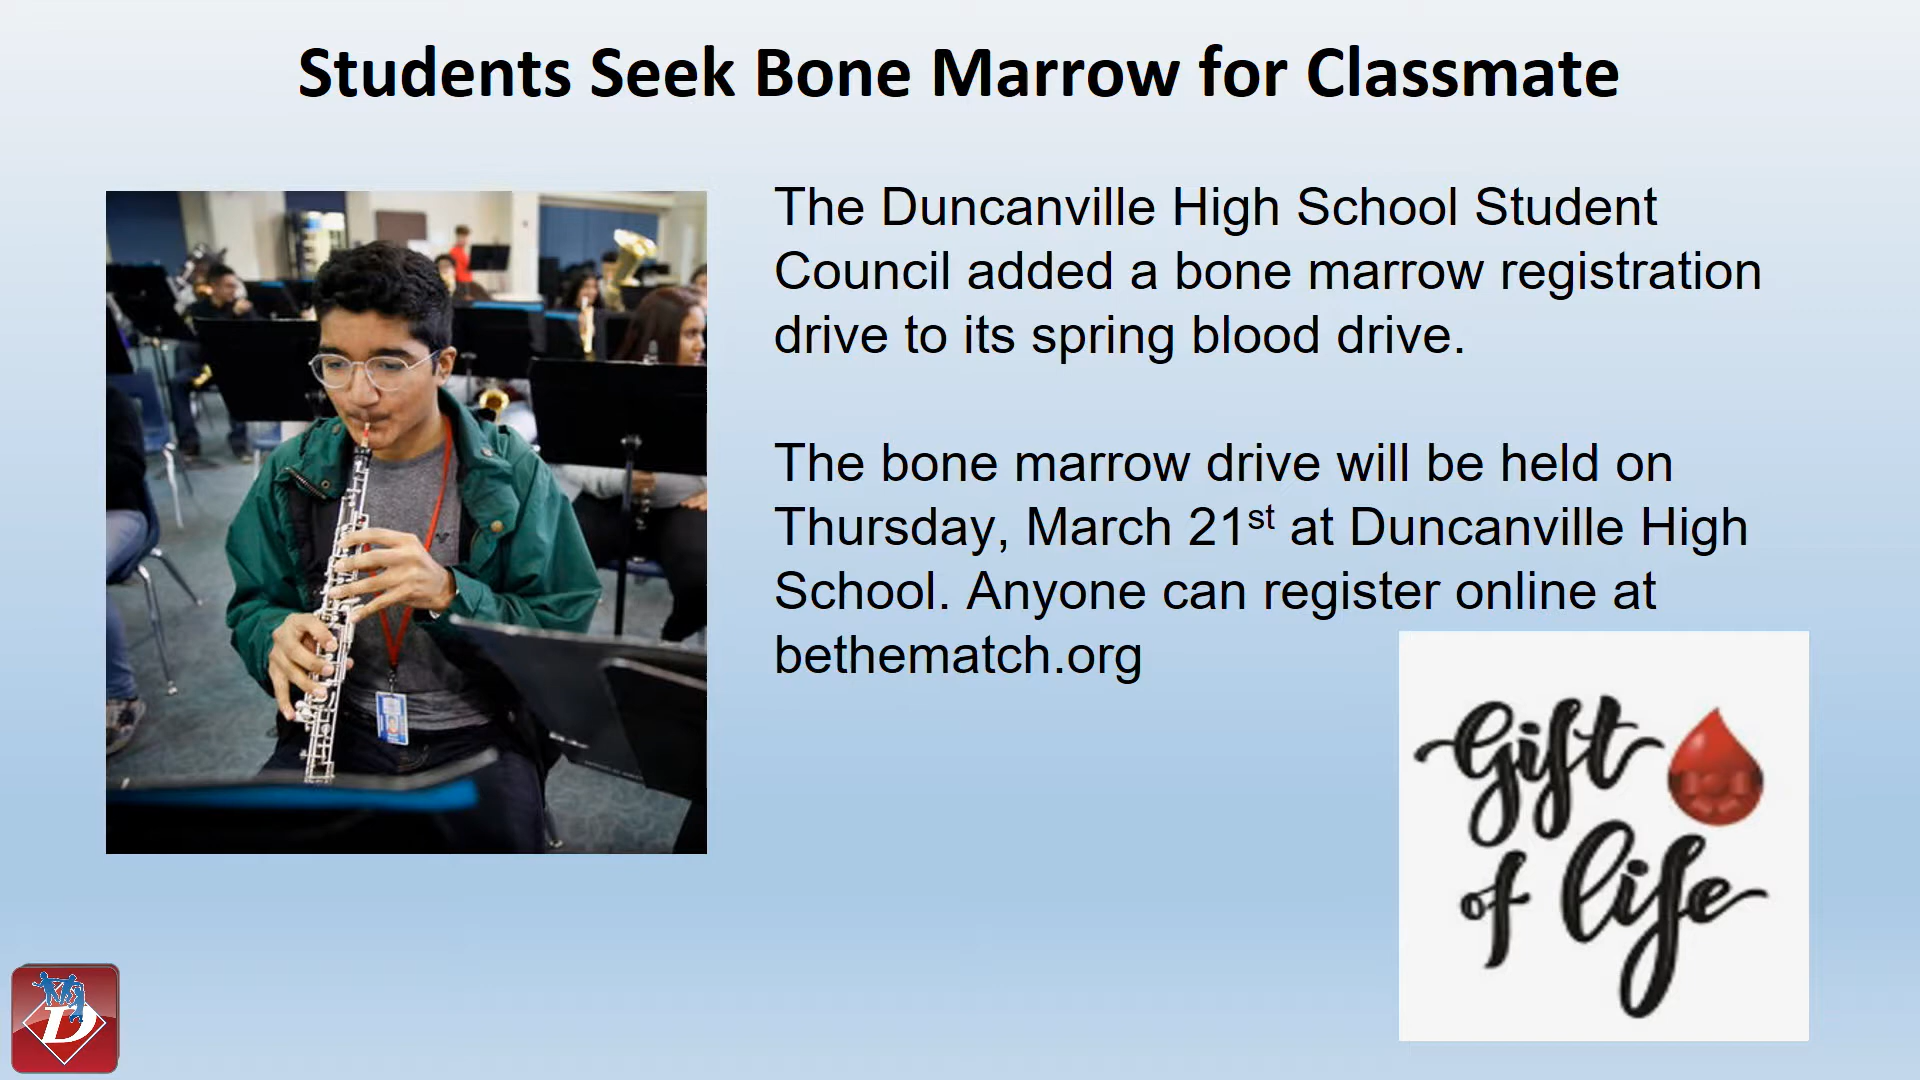 Students Seek Bone Marrow for Classmate
The Duncanville High School Student
Council added a bone marrow registration
drive to its spring blood drive.
The bone marrow drive will be held on
Thursday, March 21st at Duncanville High
School. Anyone can register online at
bethematch.org
Gift
of life
D